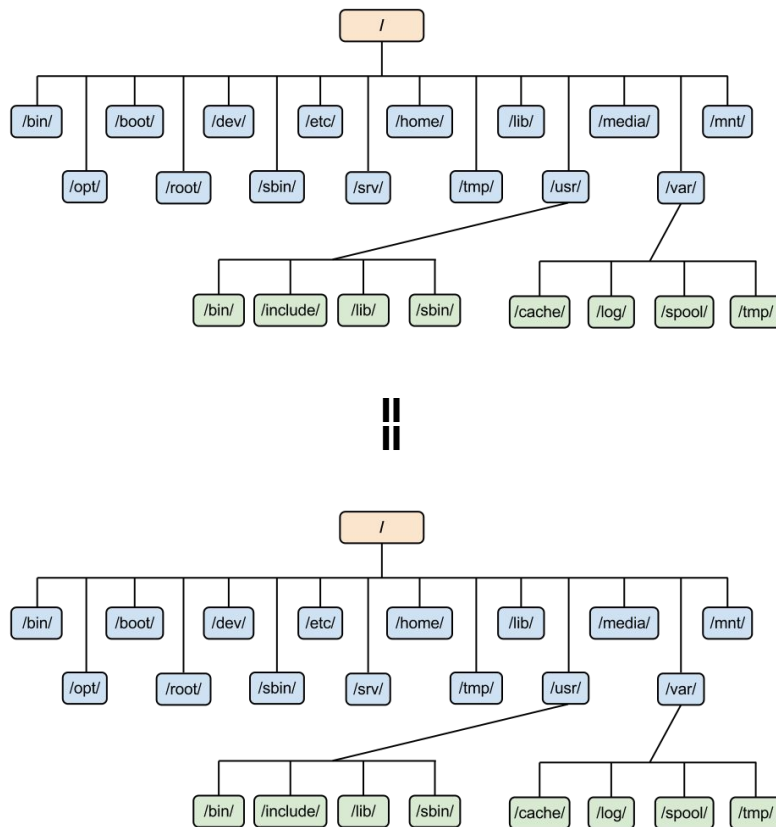 /
/bin/ /boot/ /dev/ /etc/ /home/ /lib/ /media/ /mnt/
/opt/ /root/ /sbin/ /srv/ /tmp/ /usr/ /var/
/bin/ /include/ /lib/ /sbin/ /cache/ /log/ /spool/ /tmp/
==
/
/bin/ /boot/ /dev/ /etc/ /home/ /lib/ /media/ /mnt/
/opt/ /root/ /sbin/ /srv/ /tmp/ /usr/ /var/
/bin/ /include/ /lib/ /sbin/ /cache/ /log/ /spool/ /tmp/